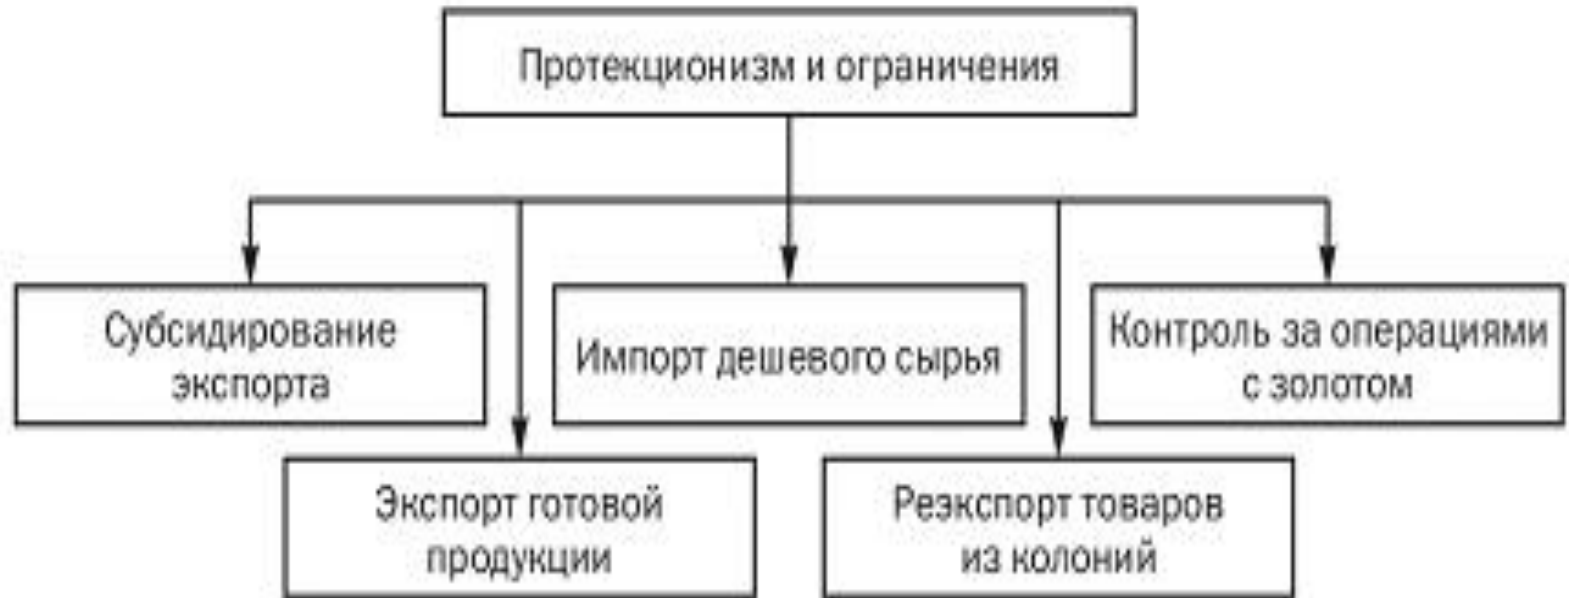 Протекционизм и ограничения
Субсидирование
экспорта
Импорт дешевого сырья
Контроль за операциями
с золотом
Экспорт готовой
продукции
Реэкспорт товаров
из колоний